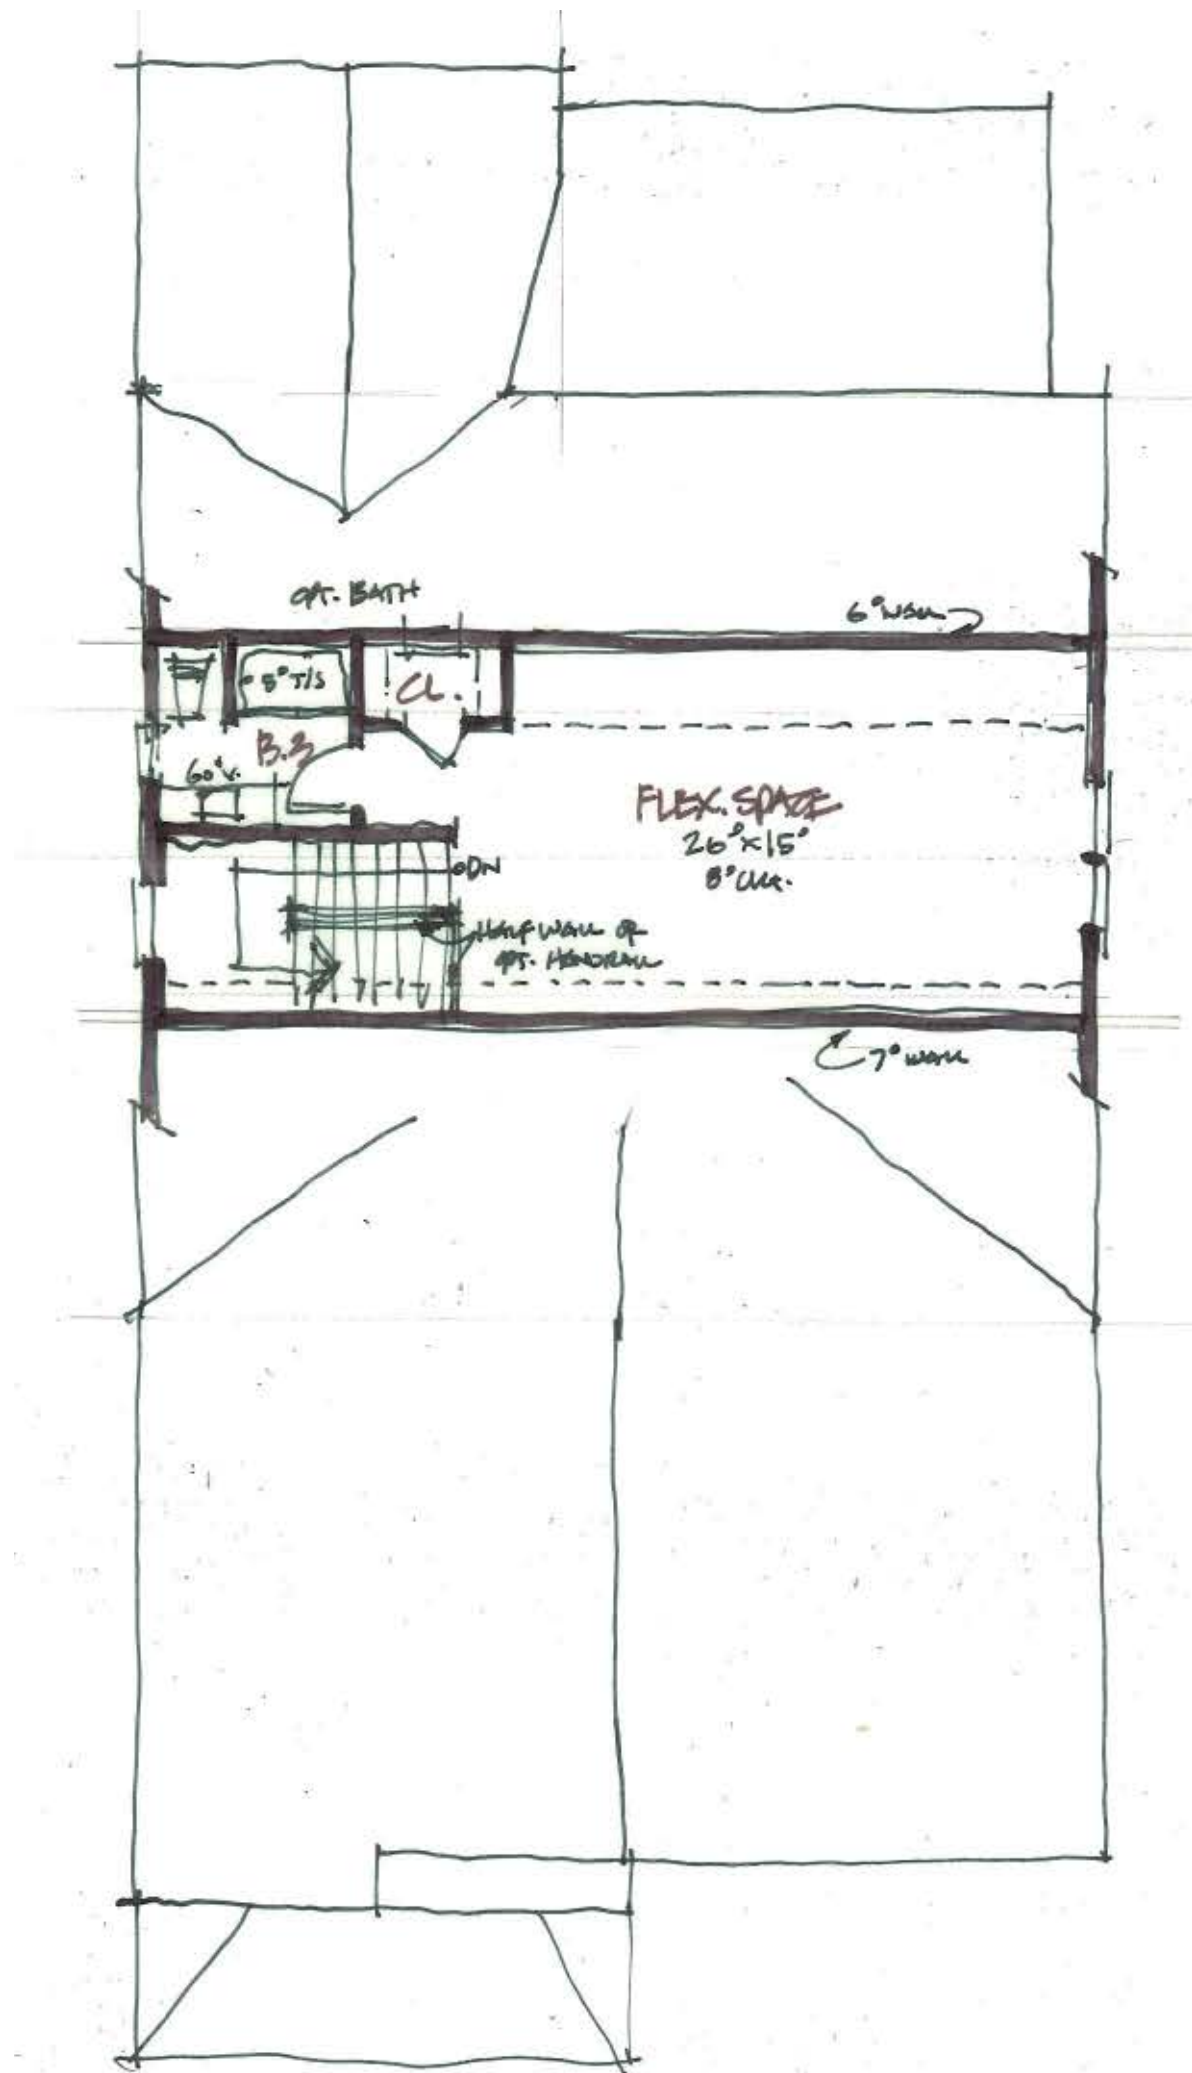 OPT. BATH
6° WALL
5° T/S
CL.
B.3
60" V.
FLEX. SPACE
26° x 15°
8° CLG.
DN
HALF WALL OR
OPT. HANDRAIL
7° WALL